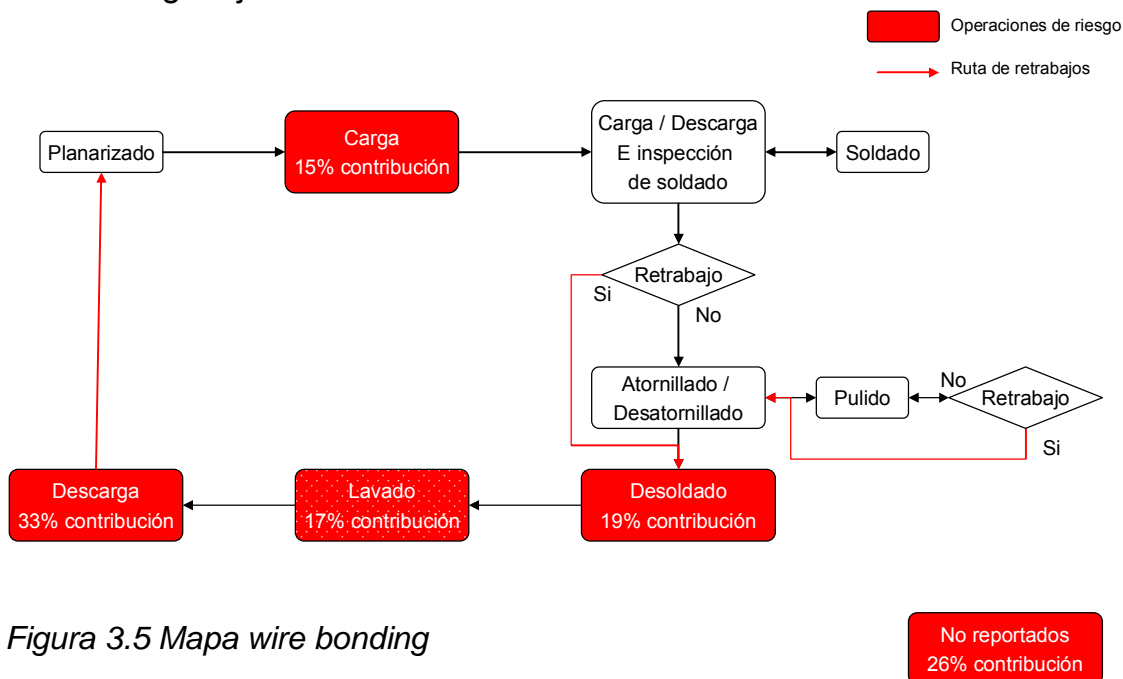 Operaciones de riesgo
Ruta de retrabajos
Planarizado
Carga
15% contribución
Carga / Descarga
E inspección
de soldado
Soldado
Retrabajo
Si
No
Atornillado /
Desatornillado
Pulido
No
Retrabajo
Si
Descarga
33% contribución
Lavado
17% contribución
Desoldado
19% contribución
Figura 3.5 Mapa wire bonding
No reportados
26% contribución